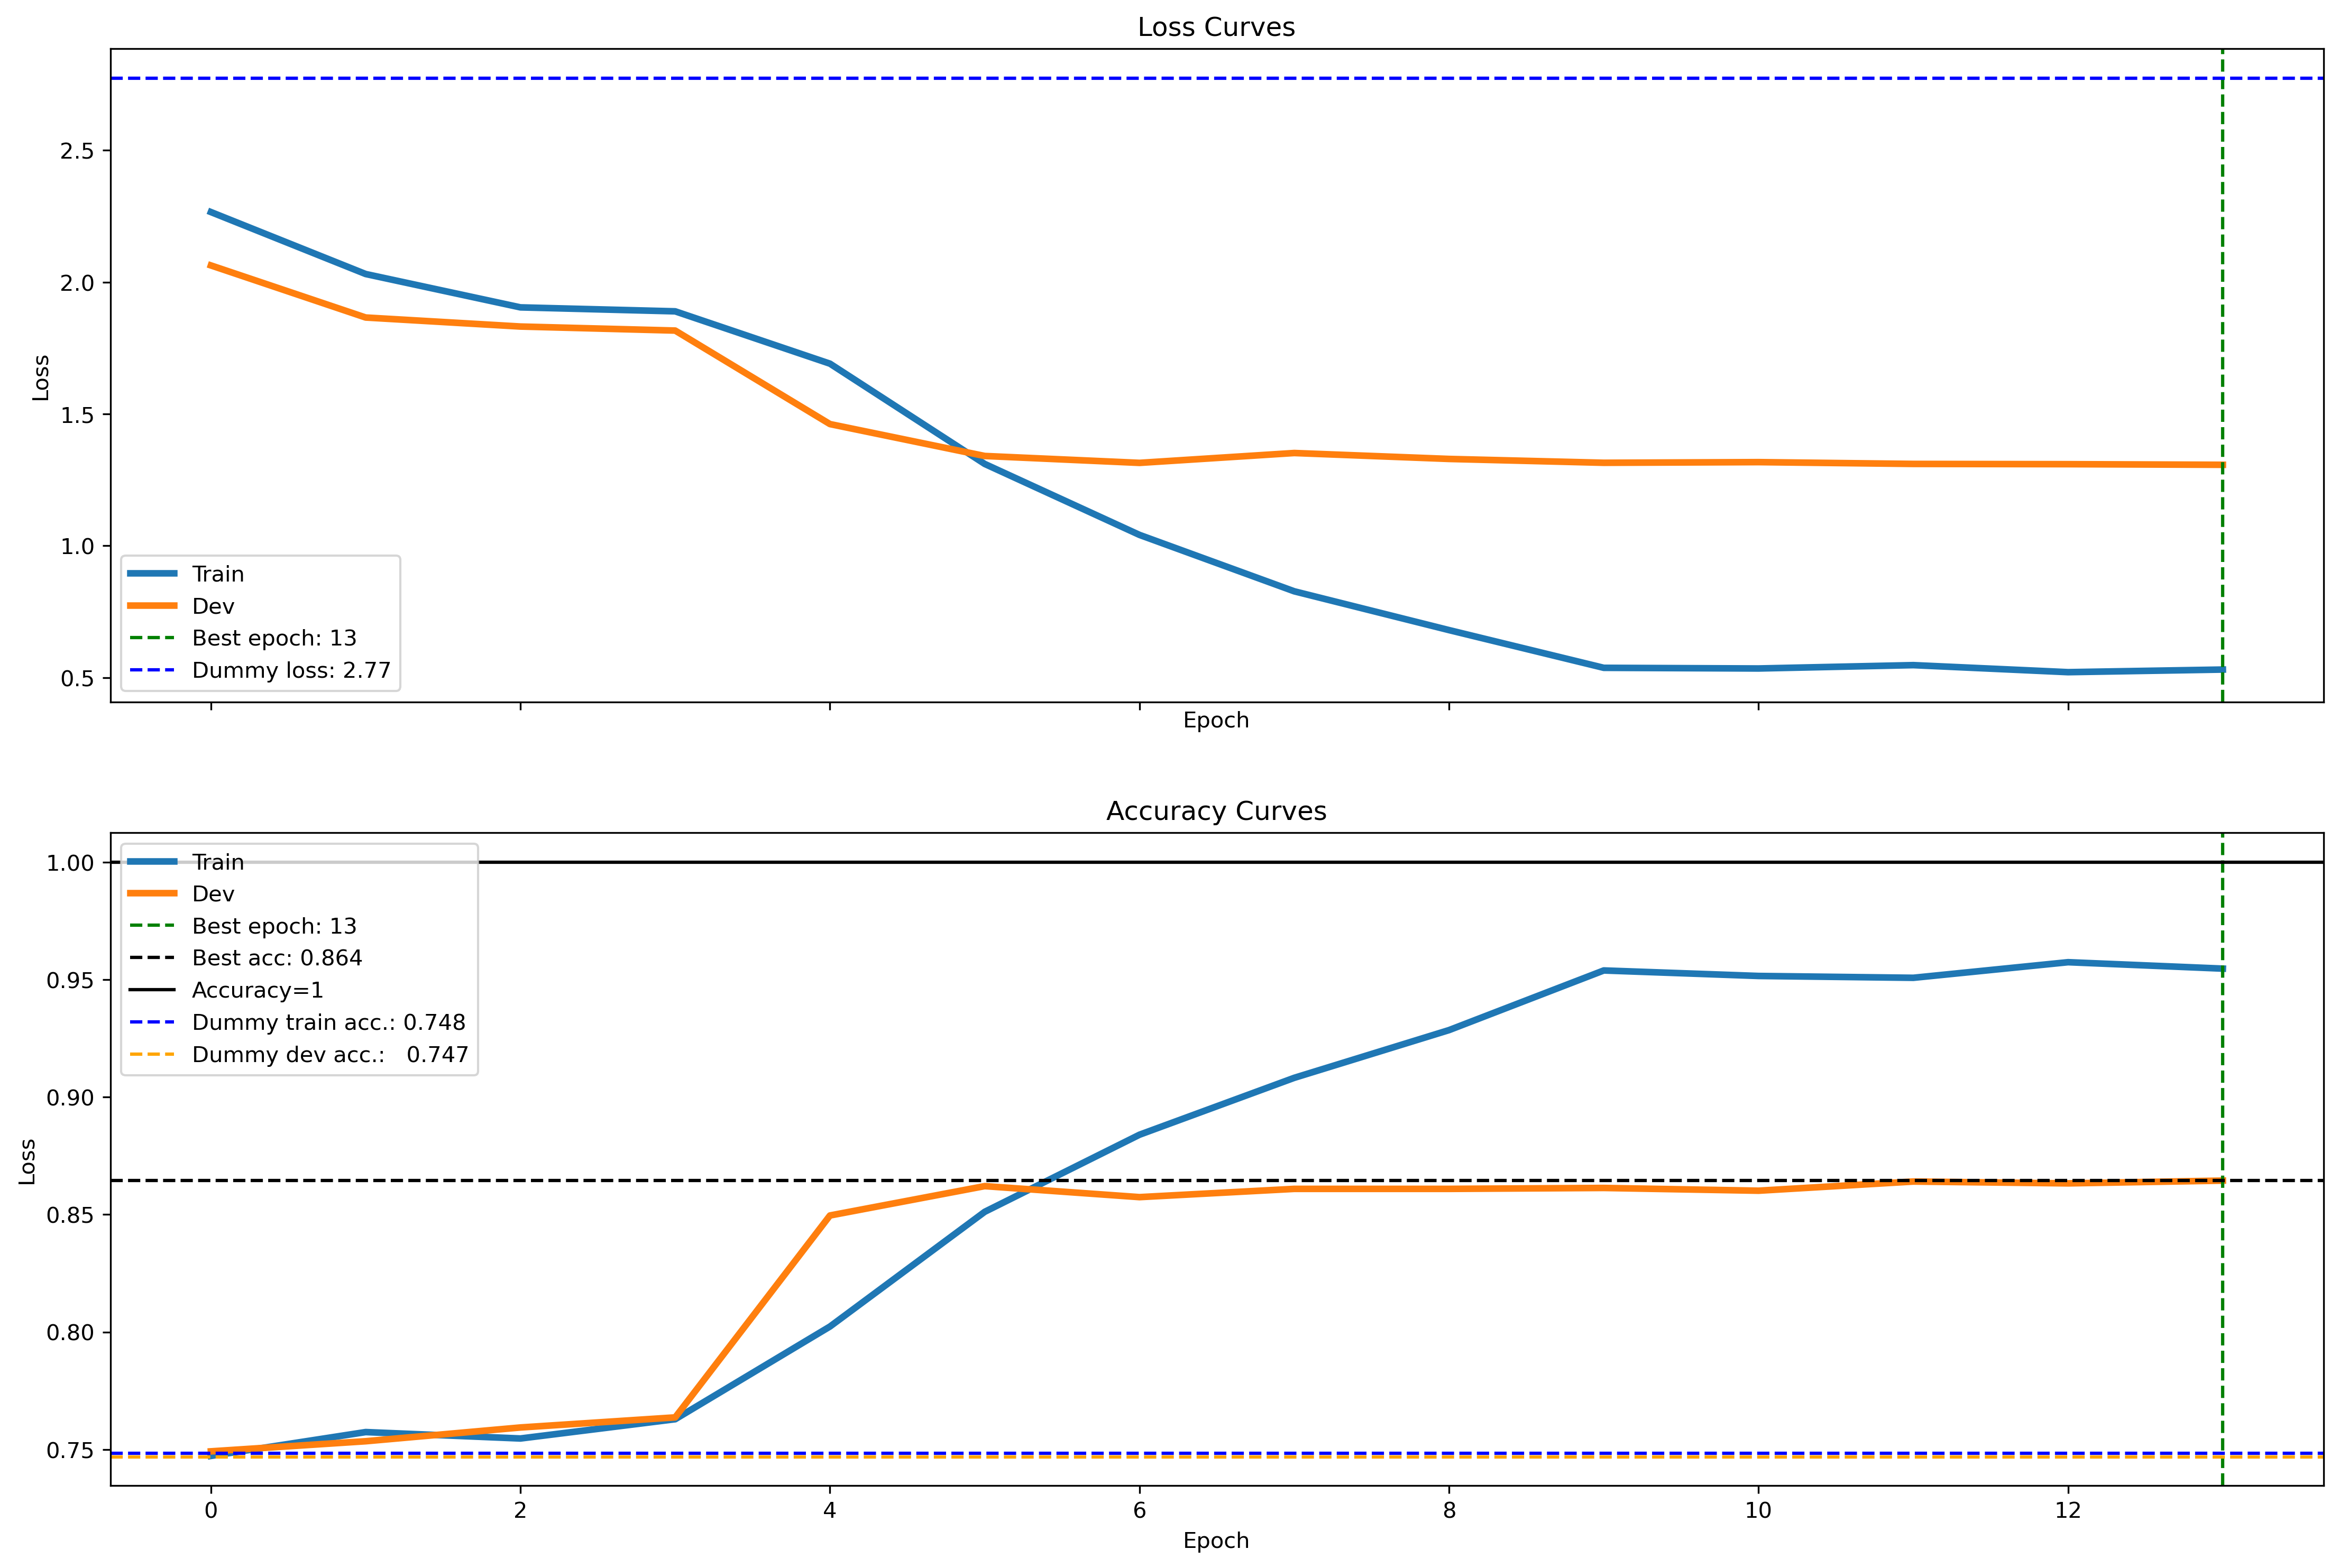 Loss Curves
2.5
2.0
1.5
1.0
0.5
Loss
Train
Dev
Best epoch: 13
Dummy loss: 2.77
Epoch
Accuracy Curves
1.00
0.95
0.90
0.85
0.80
0.75
Loss
Train
Dev
Best epoch: 13
Best acc: 0.864
Accuracy=1
Dummy train acc.: 0.748
Dummy dev acc.:   0.747
0 2 4 6 8 10 12
Epoch